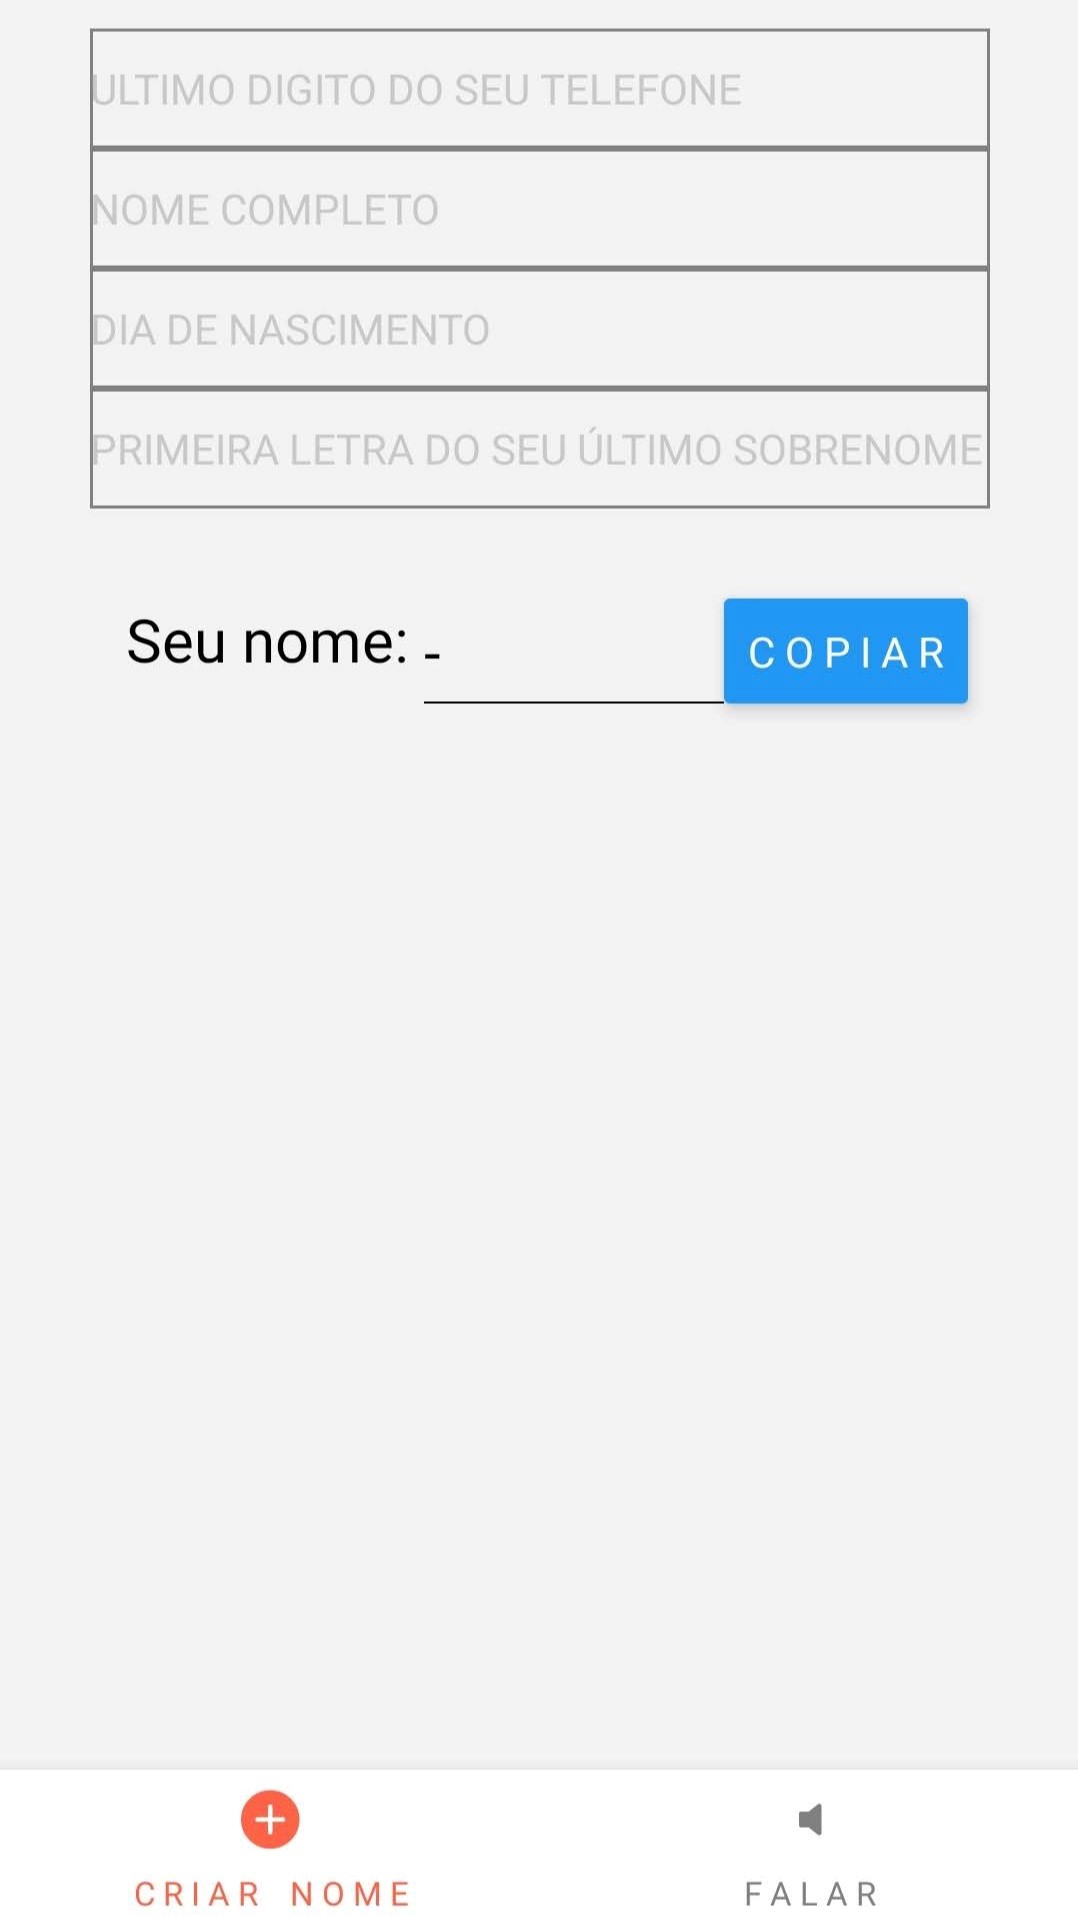 ULTIMO DIGITO DO SEU TELEFONE
NOME COMPLETO
DIA DE NASCIMENTO
PRIMEIRA LETRA DO SEU ÚLTIMO SOBRENOME
Seu nome: -
COPIAR
CRIAR NOME
FALAR